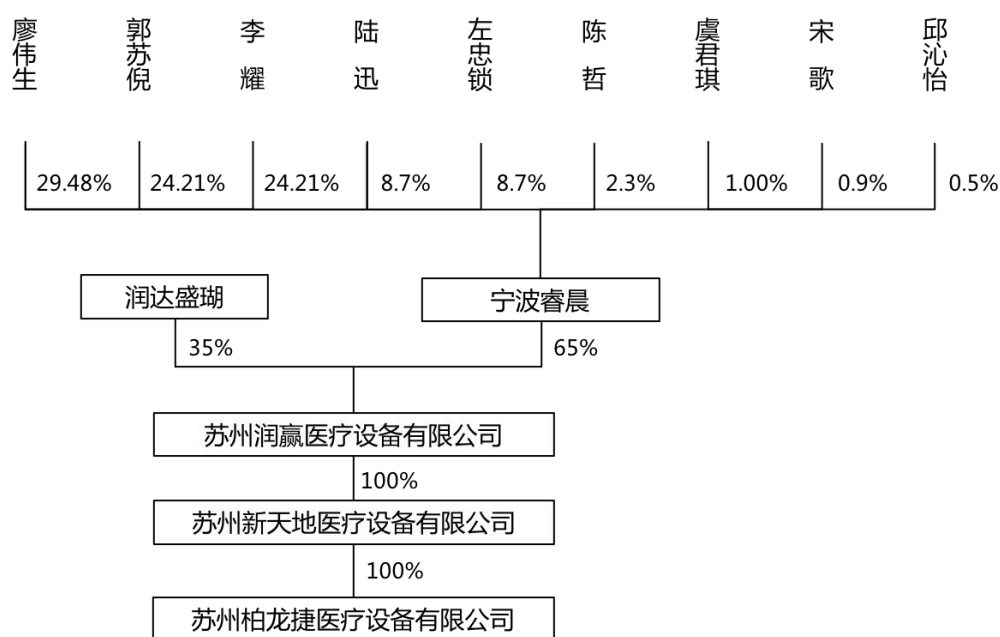 廖伟生
郭苏倪
李耀
陆迅
左忠锁
陈哲
虞君琪
宋歌
邱沁怡
29.48%
24.21%
24.21%
8.7%
8.7%
2.3%
1.00%
0.9%
0.5%
润达盛瑚
宁波睿晨
35%
65%
苏州润赢医疗设备有限公司
100%
苏州新天地医疗设备有限公司
100%
苏州柏龙捷医疗设备有限公司